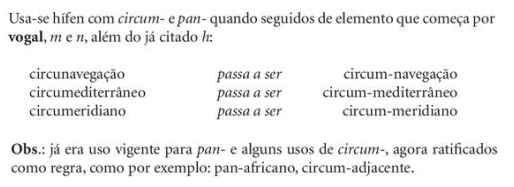 Usa-se hífen com circum- e pan- quando seguidos de elemento que começa por
vogal, m e n, além do já citado h:
circunavegação passa a ser circum-navegação
circumediterrâneo passa a ser circum-mediterrâneo
circumeridiano passa a ser circum-meridiano
Obs.: já era uso vigente para pan- e alguns usos de circum-, agora ratificados
como regra, como por exemplo: pan-africano, circum-adjacente.